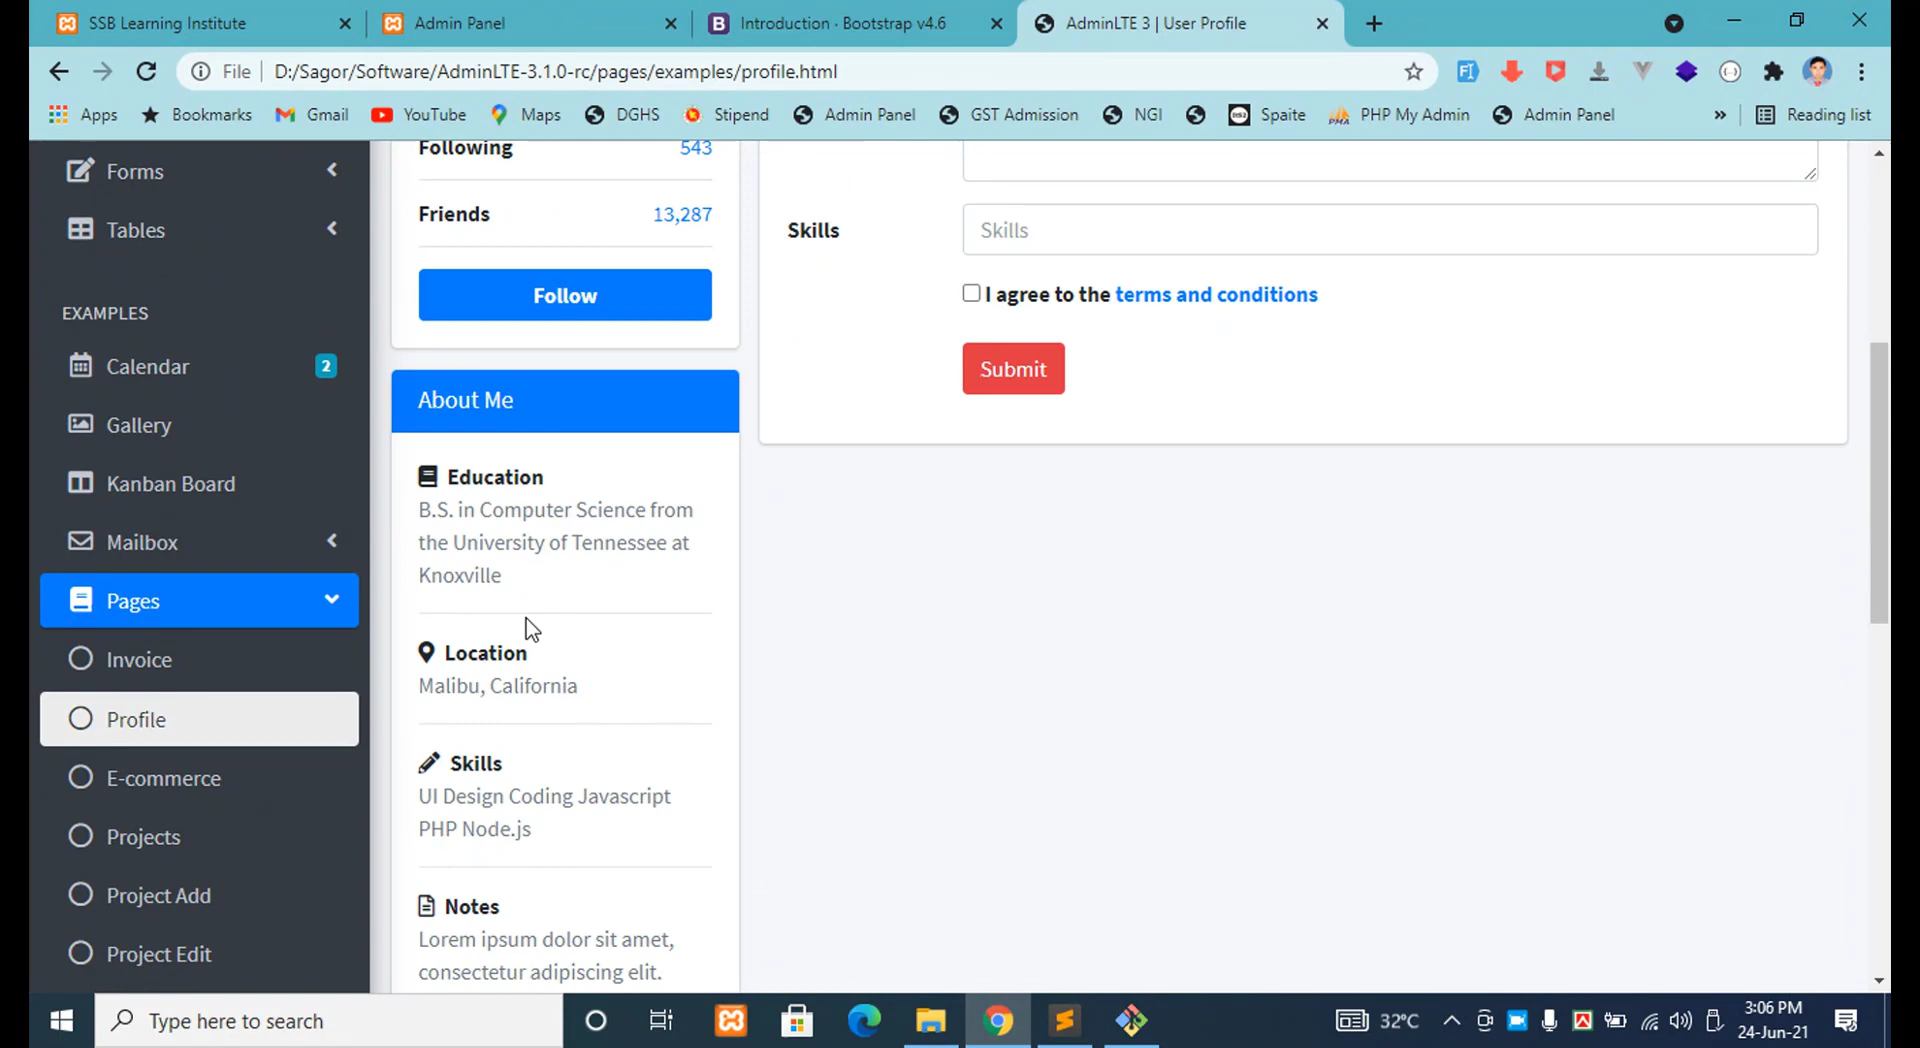 SSB Learning Institute
Admin Panel
Introduction · Bootstrap v4.6
AdminLTE 3 | User Profile
File
D:/Sagor/Software/AdminLTE-3.1.0-rc/pages/examples/profile.html
Apps
Bookmarks
Gmail
YouTube
Maps
DGHS
Stipend
Admin Panel
GST Admission
NGI
Spaite
PHP My Admin
Admin Panel
»
Reading list
Forms
Tables
EXAMPLES
Calendar
2
Gallery
Kanban Board
Mailbox
Pages
Invoice
Profile
E-commerce
Projects
Project Add
Project Edit
Following 543
Friends 13,287
Follow
About Me
Education
B.S. in Computer Science from
the University of Tennessee at
Knoxville
Location
Malibu, California
Skills
UI Design Coding Javascript
PHP Node.js
Notes
Lorem ipsum dolor sit amet,
consectetur adipiscing elit.
Skills
Skills
I agree to the terms and conditions
Submit
Type here to search
32°C
3:06 PM
24-Jun-21